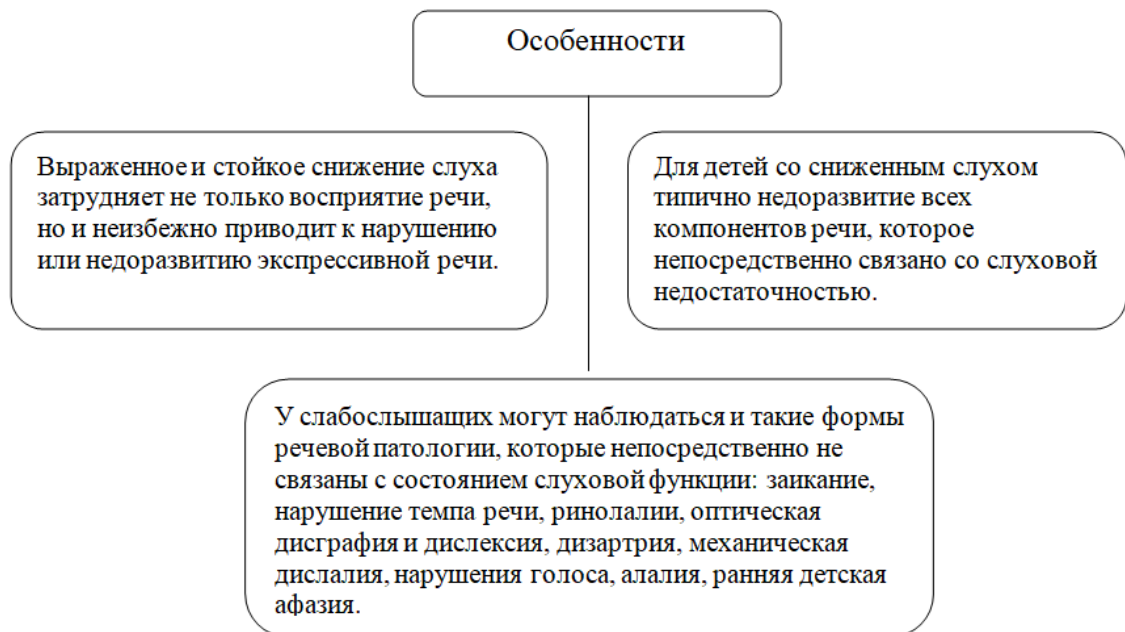 Особенности
Выраженное и стойкое снижение слуха
затрудняет не только восприятие речи,
но и неизбежно приводит к нарушению
или недоразвитию экспрессивной речи.
Для детей со сниженным слухом
типично недоразвитие всех
компонентов речи, которое
непосредственно связано со слуховой
недостаточностью.
У слабослышащих могут наблюдаться и такие формы
речевой патологии, которые непосредственно не
связаны с состоянием слуховой функции: заикание,
нарушение темпа речи, ринолалии, оптическая
дисграфия и дислексия, дизартрия, механическая
дислалия, нарушения голоса, алалия, ранняя детская
афазия.